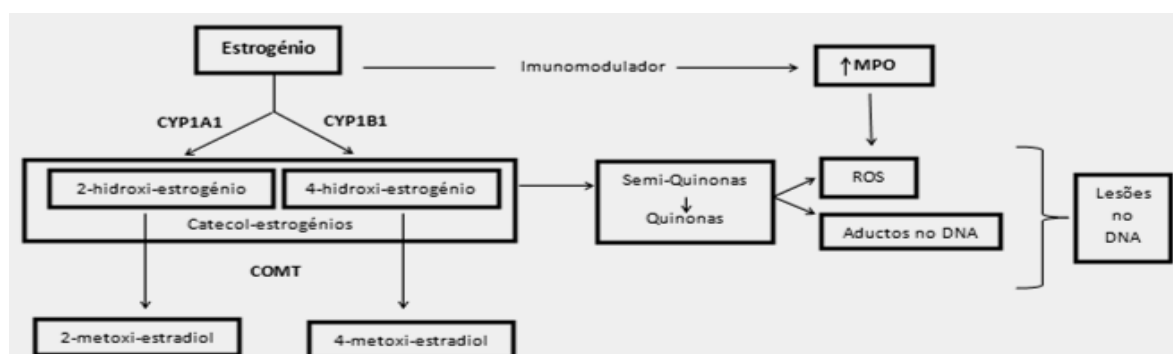 Estrogénio
Imunomodulador
↑MPO
CYP1A1
CYP1B1
2-hidroxi-estrogénio
4-hidroxi-estrogénio
Catecol-estrogénios
Semi-Quinonas
↓
Quinonas
ROS
Aductos no DNA
Lesões
no
DNA
COMT
2-metoxi-estradiol
4-metoxi-estradiol